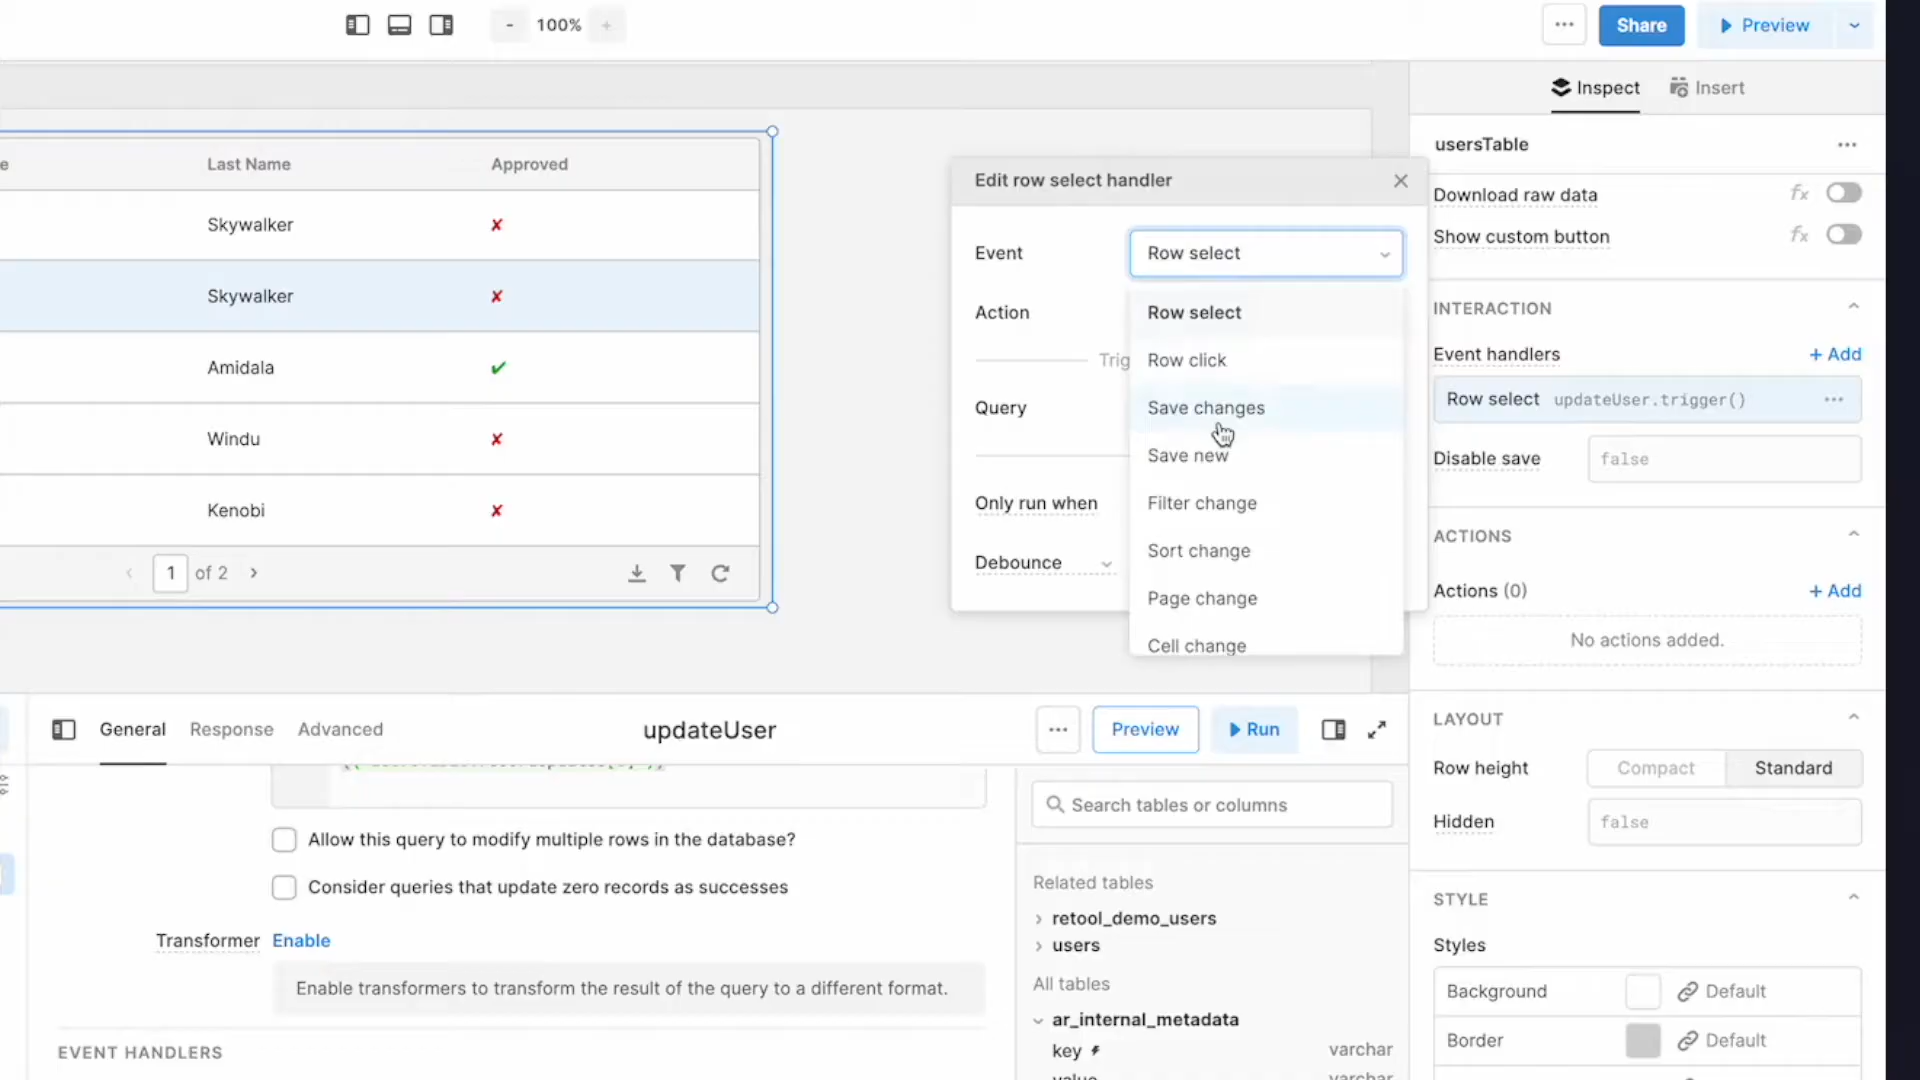 - 100% +
Share
Preview
Inspect
Insert
usersTable
Download raw data
fx
Show custom button
fx
INTERACTION
Event handlers
+ Add
Row select updateUser.trigger()
Disable save
false
ACTIONS
Actions (0)
+ Add
No actions added.
LAYOUT
Row height
Compact
Standard
Hidden
false
STYLE
Styles
Background
Default
Border
Default
e
Last Name
Approved
Skywalker ✘
Skywalker ✘
Amidala ✔
Windu ✘
Kenobi ✘
1 of 2
Edit row select handler
Event
Row select
Action
Trig
Query
Only run when
Debounce
Row select
Row click
Save changes
Save new
Filter change
Sort change
Page change
Cell change
General
Response
Advanced
updateUser
Preview
Run
Allow this query to modify multiple rows in the database?
Consider queries that update zero records as successes
Transformer Enable
Enable transformers to transform the result of the query to a different format.
EVENT HANDLERS
Search tables or columns
Related tables
retool_demo_users
users
All tables
ar_internal_metadata
key varchar
value varchar